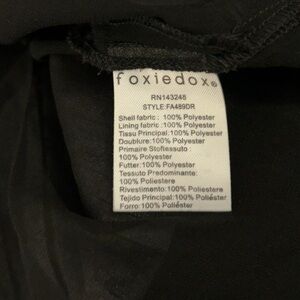 foxiedox®
RN143248
STYLE:FA489DR
Shell fabric: 100% Polyester
Lining fabric :100% Polyester
Tissu Principal:100% Polyester
Doublure:100% Polyester
Primaire Stoflassuto :
100% Polyester
Futter:100% Polyester
Tessuto Predominante:
100% Poliestere
Rivestimento:100% Poliestere
Tejido Principal:100% Poliéster
Forro:100% Poliéster